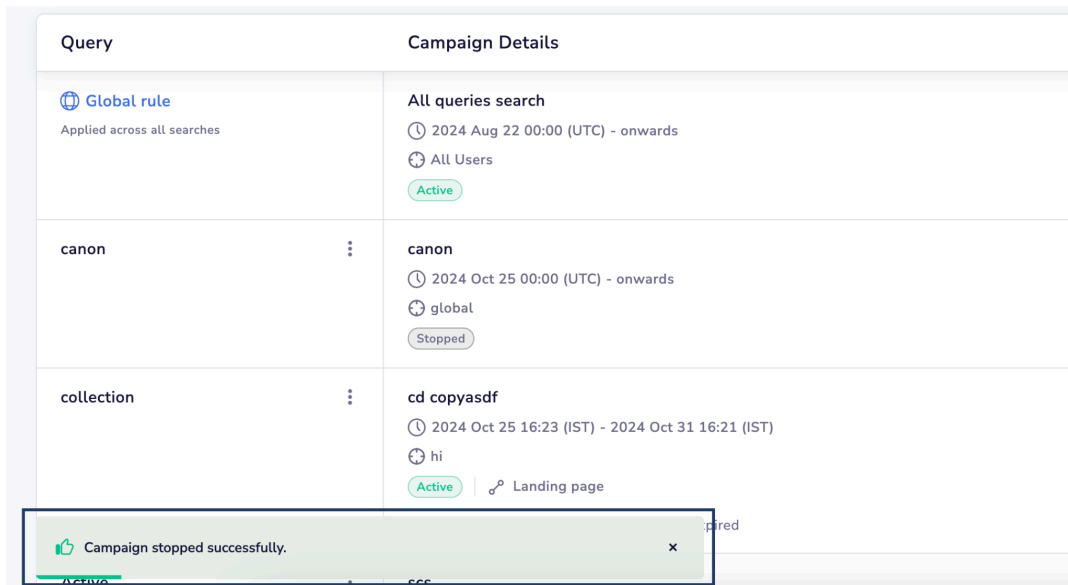 Query
Campaign Details
Global rule
Applied across all searches
All queries search
2024 Aug 22 00:00 (UTC) - onwards
All Users
Active
canon
canon
2024 Oct 25 00:00 (UTC) - onwards
global
Stopped
collection
cd copyasdf
2024 Oct 25 16:23 (IST) - 2024 Oct 31 16:21 (IST)
hi
Active
Landing page
Campaign stopped successfully.